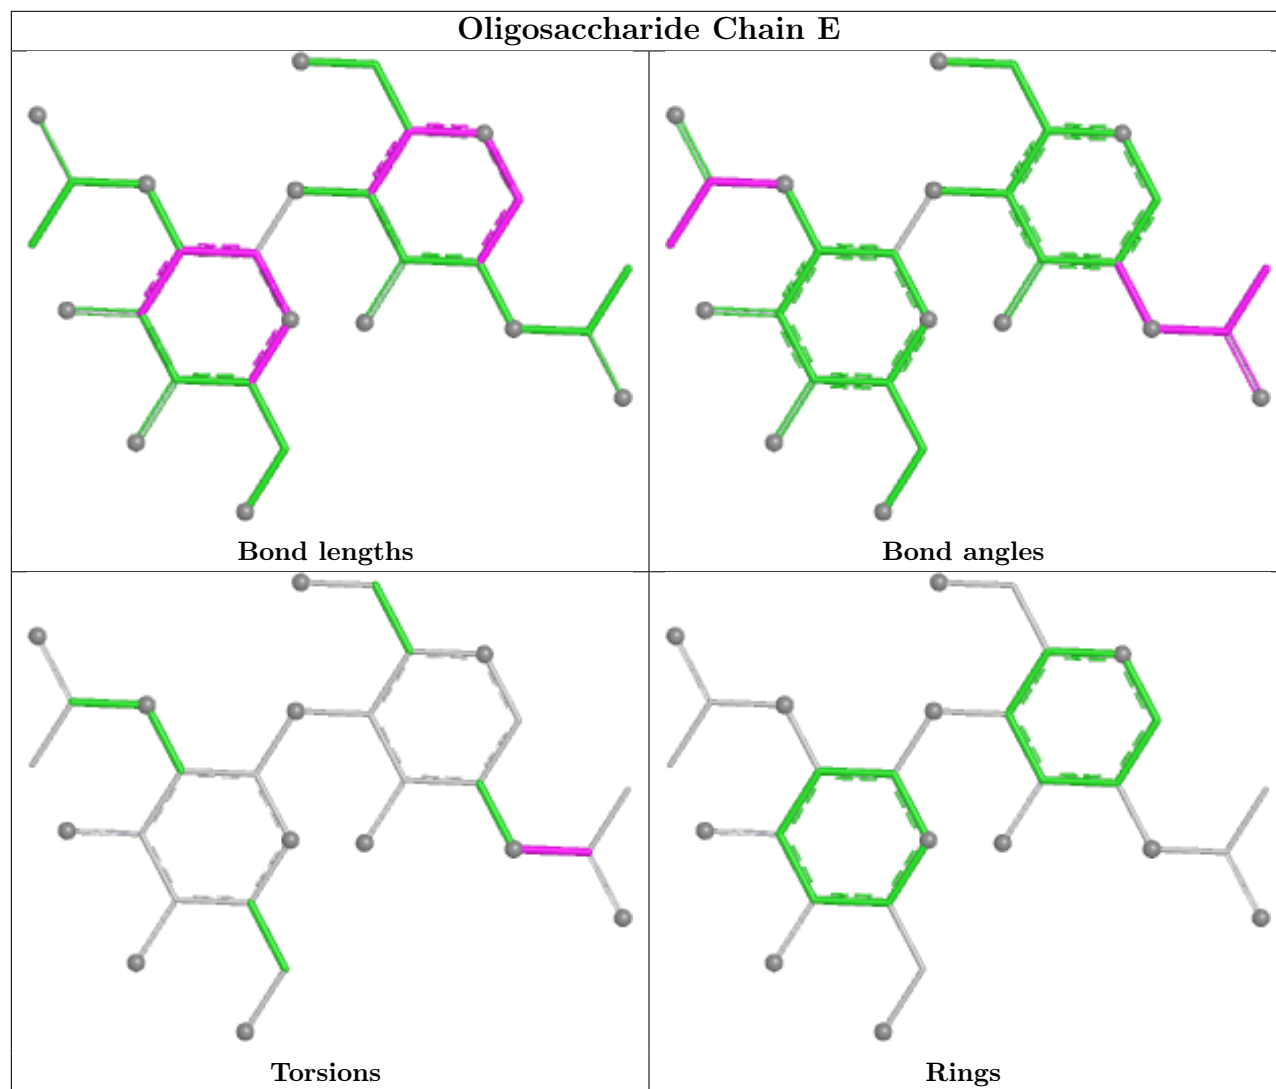 Oligosaccharide Chain E
Bond lengths
Bond angles
Torsions
Rings